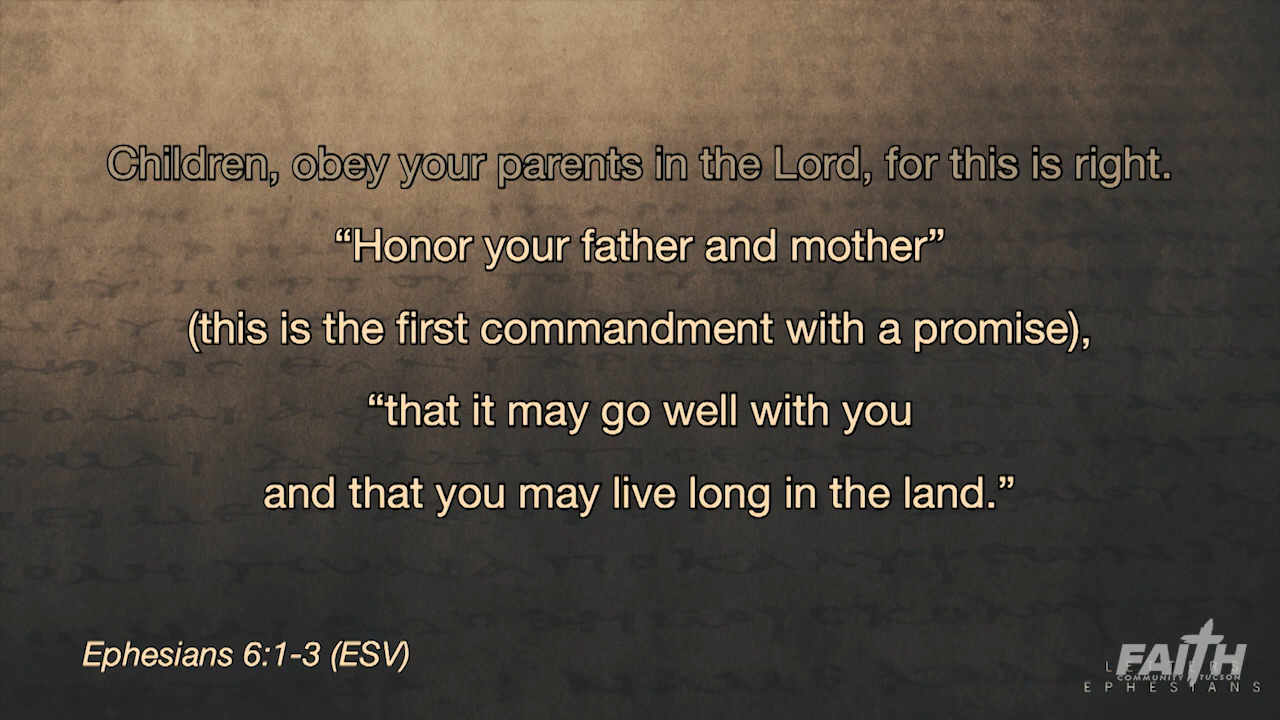 Children, obey your parents in the Lord, for this is right.
“Honor your father and mother”
(this is the first commandment with a promise),
“that it may go well with you
and that you may live long in the land.”
Ephesians 6:1-3 (ESV)
FAITH
COMMUNITY TUCSON
LETTERS
EPHESIANS